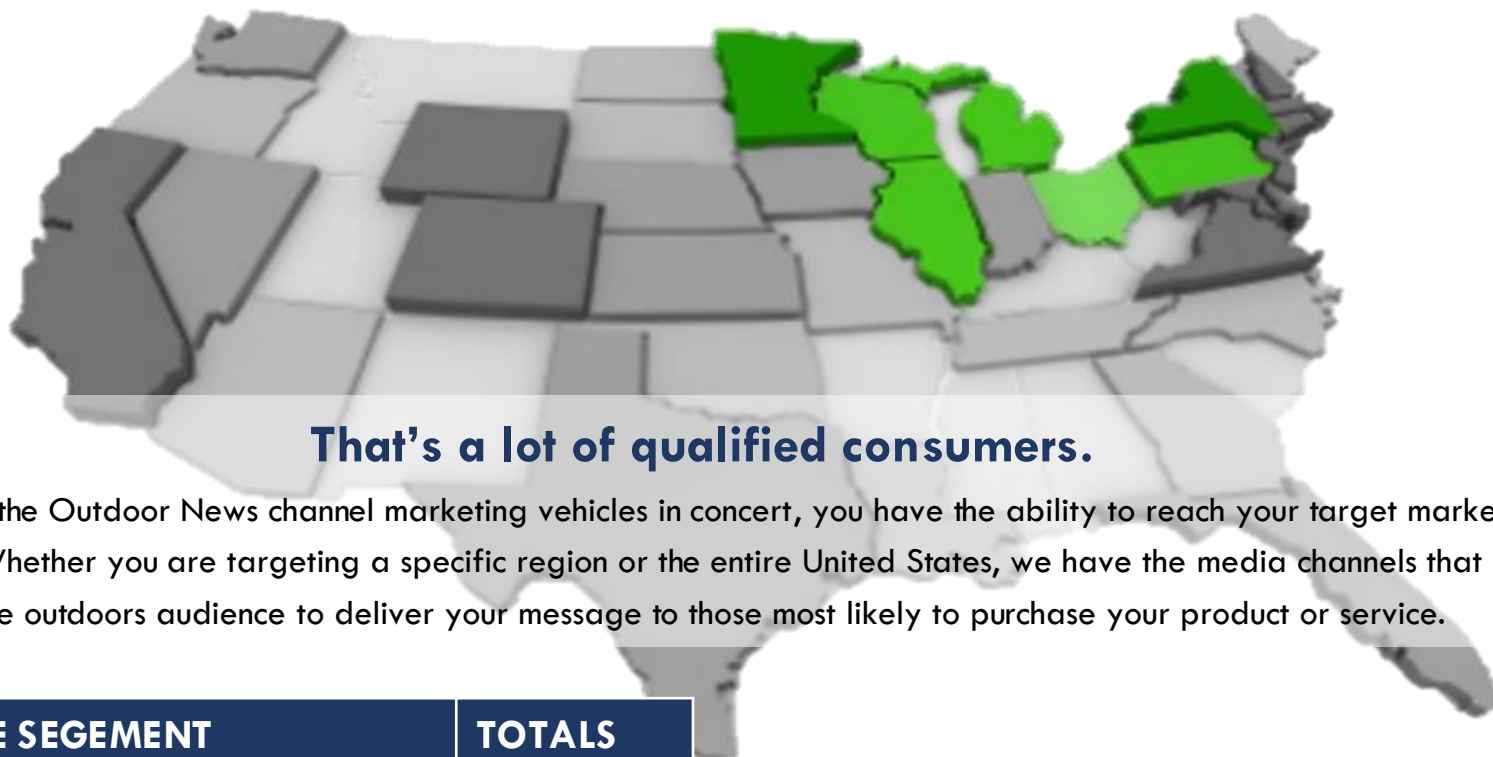 That's a lot of qualified consumers.
the Outdoor News channel marketing vehicles in concert, you have the ability to reach your target
Whether you are targeting a specific region or the entire United States, we have the media channels that
outdoors audience to deliver your message to those most likely to purchase your product or service.
SEGEMENT TOTALS